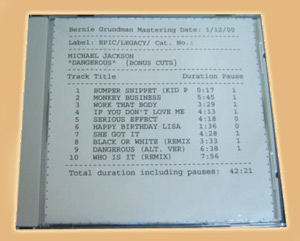 Bernie Grundman Mastering Date: 1/12/00
Label: EPIC/LEGACY/ Cat. No.:
MICHAEL JACKSON
"DANGEROUS" (BONUS CUTS)
Track Title Duration Pause
1 BUMPER SNIPPET (KID P 0:17 1
2 MONKEY BUSINESS 5:45 1
3 WORK THAT BODY 3:29 1
4 IF YOU DON'T LOVE ME 4:13 1
5 SERIOUS EFFECT 4:18 0
6 HAPPY BIRTHDAY LISA 1:36 0
7 SHE GOT IT 4:28 1
8 BLACK OR WHITE (REMIX 3:33 1
9 DANGEROUS (ALT. VER) 6:38 1
10 WHO IS IT (REMIX) 7:56
Total duration including pauses: 42:21